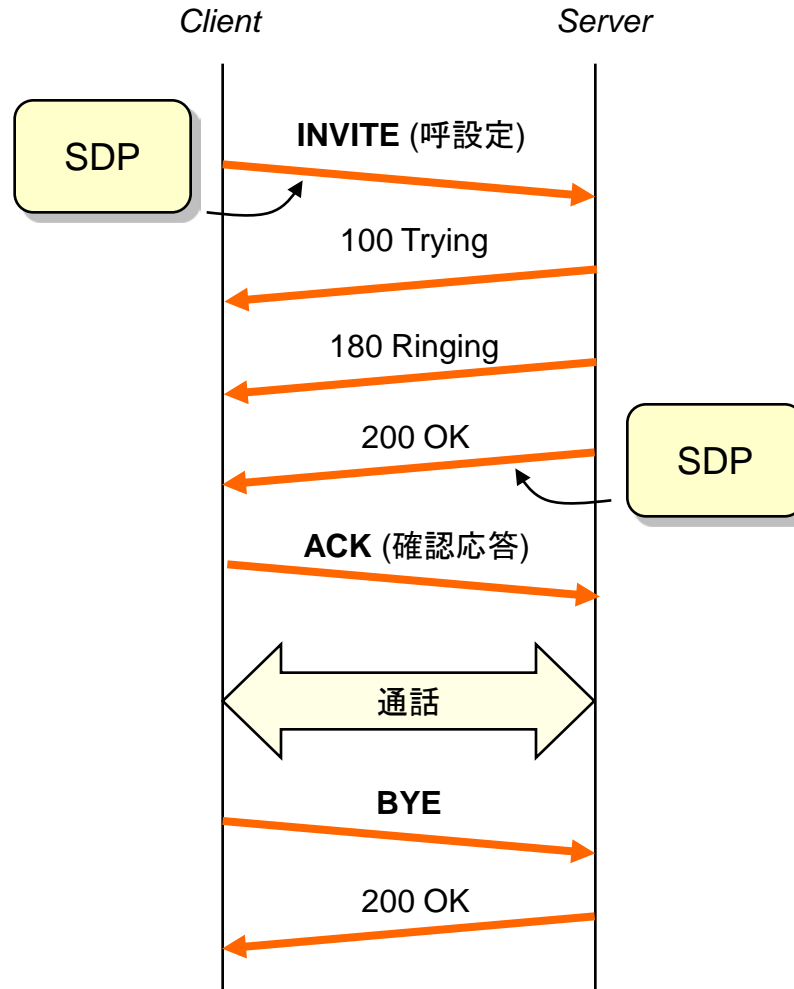 Client
Server
INVITE (呼設定)
SDP
100 Trying
180 Ringing
200 OK
SDP
ACK (確認応答)
通話
BYE
200 OK